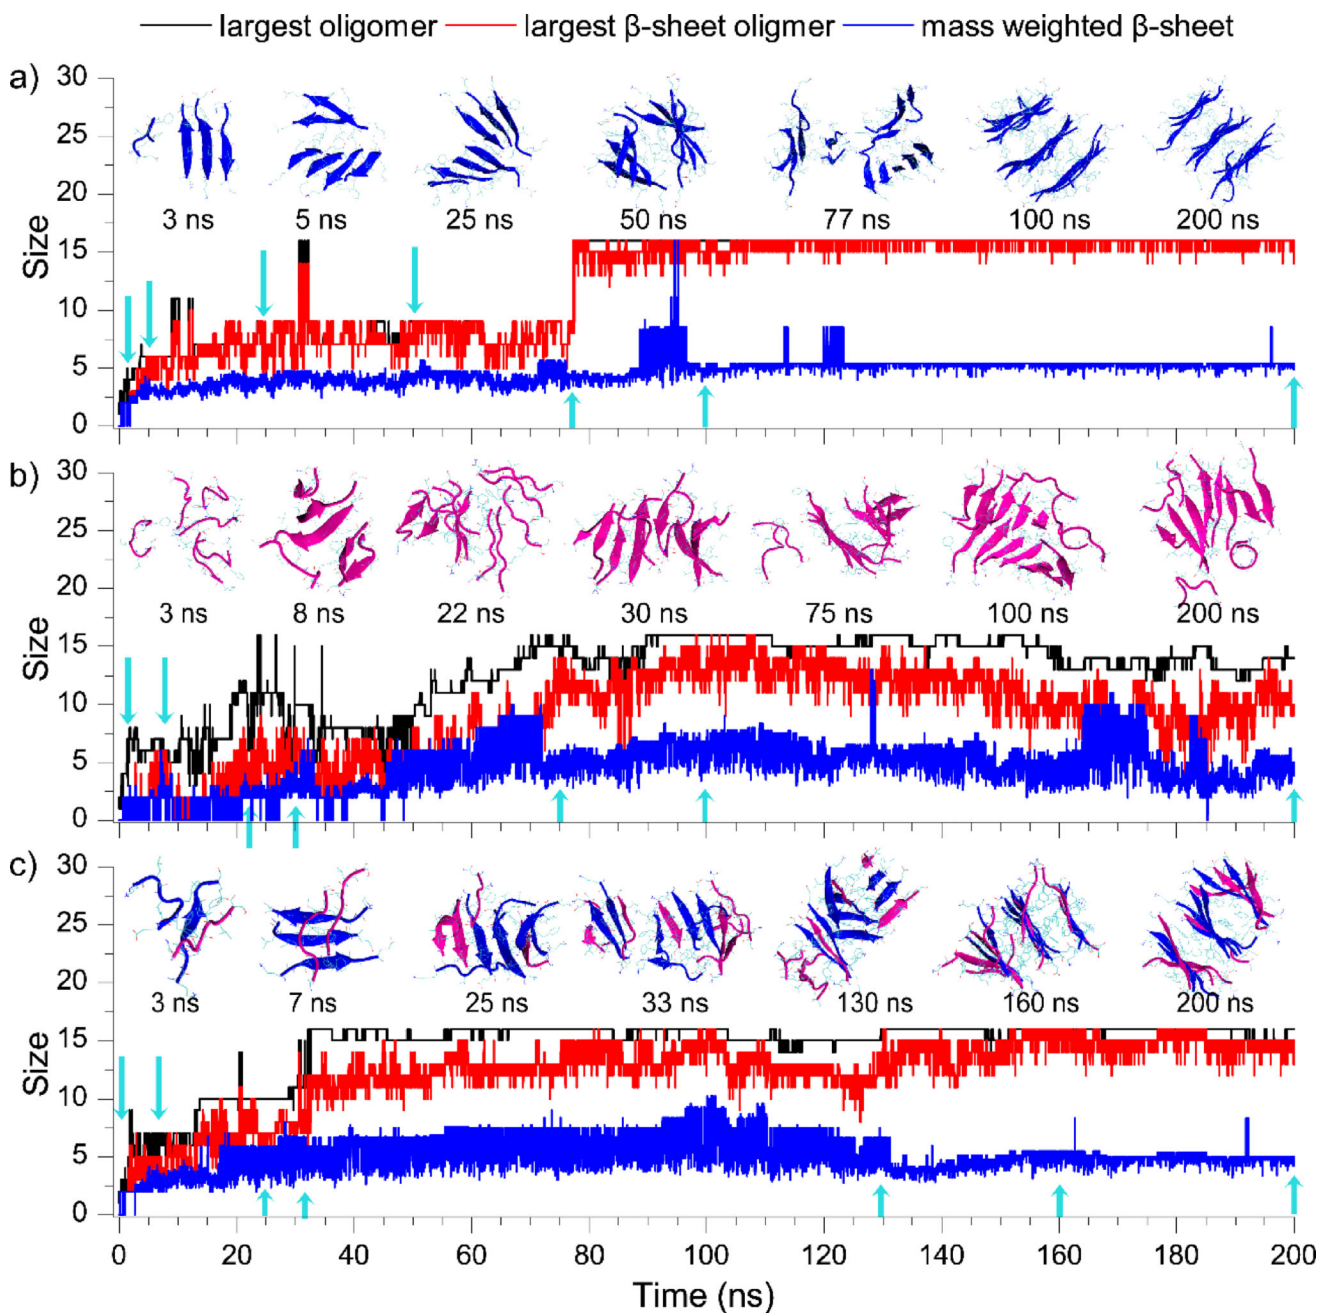 largest oligomer largest β-sheet oligmer mass weighted β-sheet
a)
30
25
20
15
10
5
0
Size
3 ns 5 ns 25 ns 50 ns 77 ns 100 ns 200 ns
b)
30
25
20
15
10
5
0
Size
3 ns 8 ns 22 ns 30 ns 75 ns 100 ns 200 ns
c)
30
25
20
15
10
5
0
Size
3 ns 7 ns 25 ns 33 ns 130 ns 160 ns 200 ns
0 20 40 60 80 100 120 140 160 180 200
Time (ns)